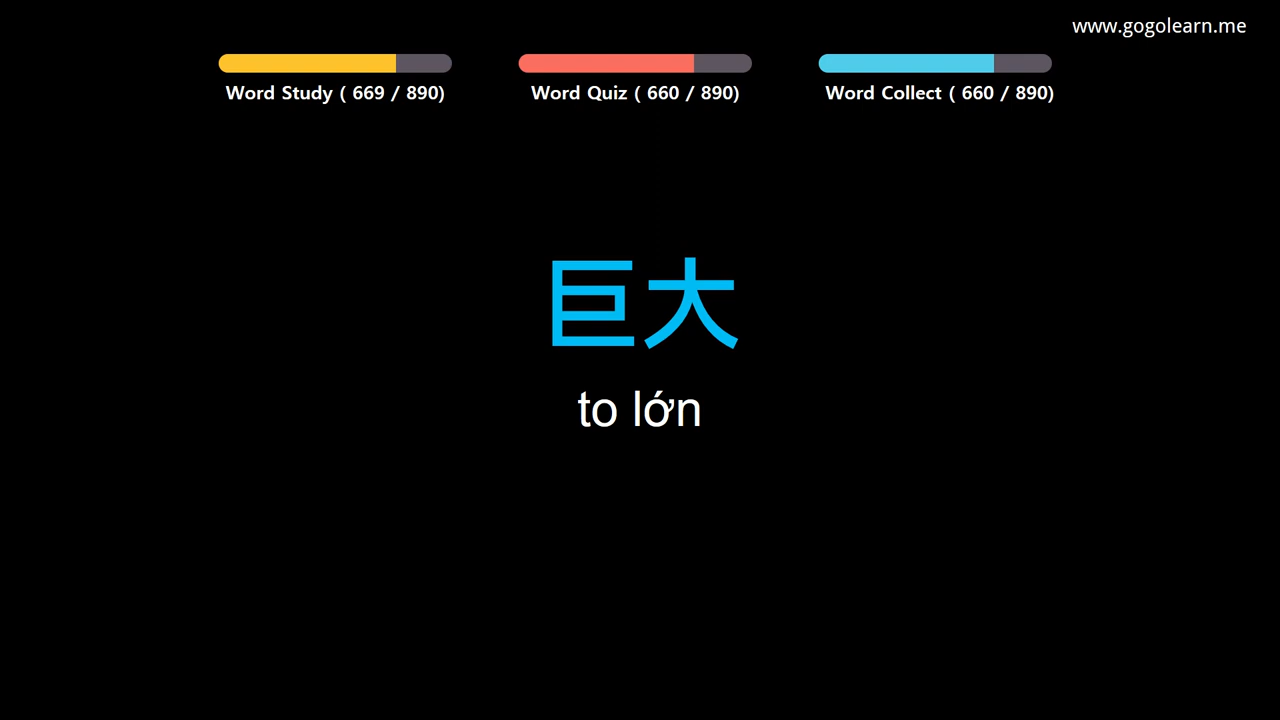 www.gogolearn.me
Word Study ( 669 / 890)
Word Quiz ( 660 / 890)
Word Collect ( 660 / 890)
巨大
to lớn